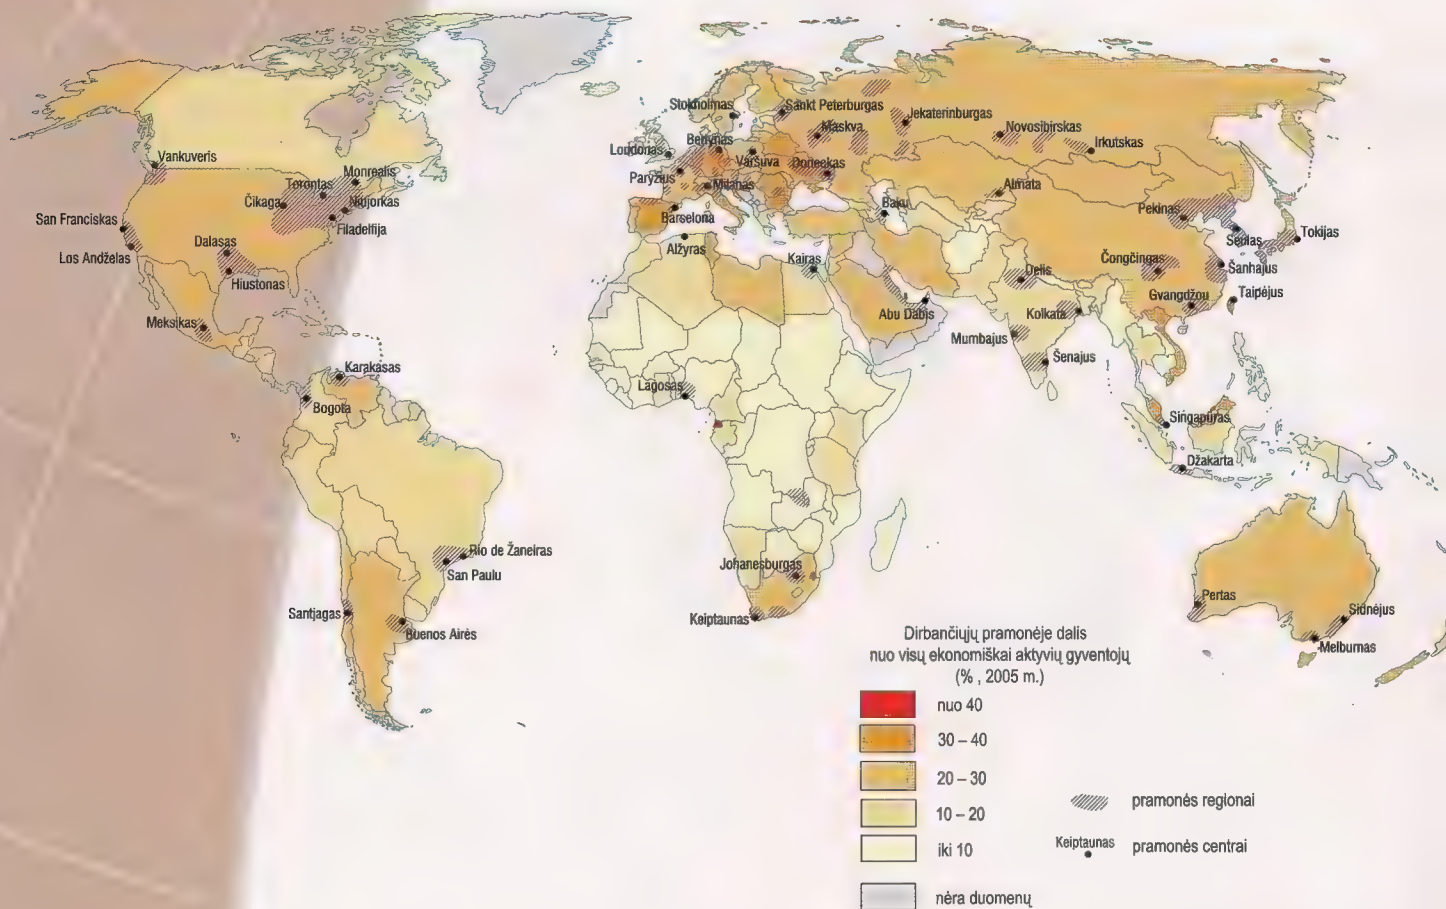 Stokholmas
Sankt Peterburgas
Jekaterinburgas
Maskva
Novosibirskas
Irkutskas
Londonas
Berlynas
Varšuva
Doneckas
Paryžius
Milanas
Almata
Vankuveris
Monrealis
Torontas
Čikaga
Niujorkas
Filadelfija
San Franciskas
Los Andželas
Dalasas
Hiustonas
Meksikas
Barselona
Alžyras
Baku
Kairas
Abu Dabis
Pekinas
Seulas
Tokijas
Čongčingas
Šanhajus
Delis
Gvangdžou
Taipėjus
Kolkata
Mumbajus
Šenajus
Karakasas
Bogota
Lagosas
Singapūras
Džakarta
Rio de Žaneiras
San Paulu
Santjagas
Buenos Airės
Johanesburgas
Keiptaunas
Pertas
Sidnėjus
Melburnas
Dirbančiųjų pramonėje dalis
nuo visų ekonomiškai aktyvių gyventojų
(% , 2005 m.)
nuo 40
30 – 40
20 – 30
10 – 20
iki 10
nėra duomenų
pramonės regionai
Keiptaunas
pramonės centrai